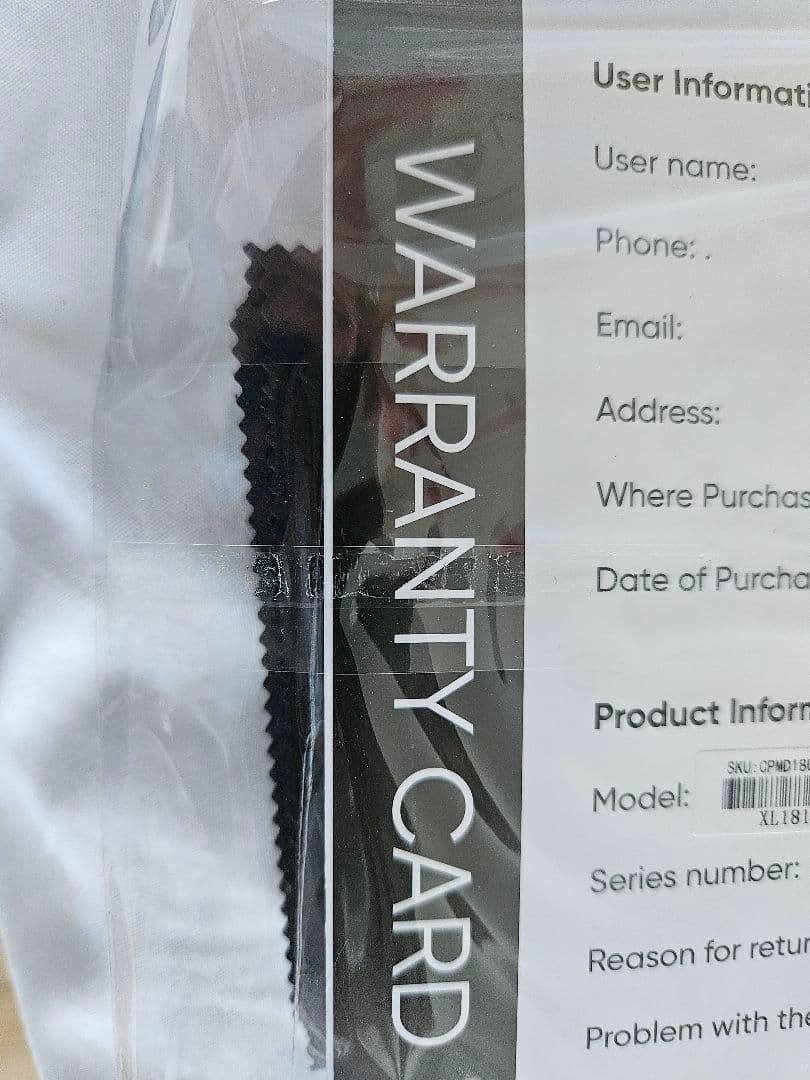 WARRANTY CARD
User Informati
User name:
Phone: .
Email:
Address:
Where Purchas
Date of Purcha
Product Inforr
SKU: CPMD18
Model:
XL181
Series number:
Reason for retur
Problem with the